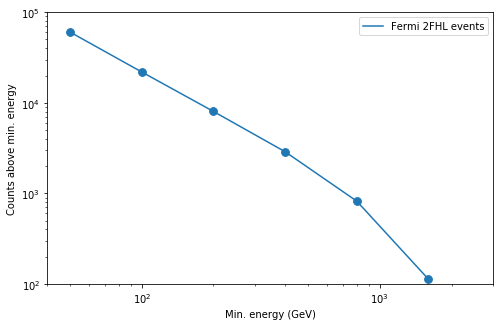 10^5
Fermi 2FHL events
10^4
Counts above min. energy
10^3
10^2
10^2
10^3
Min. energy (GeV)